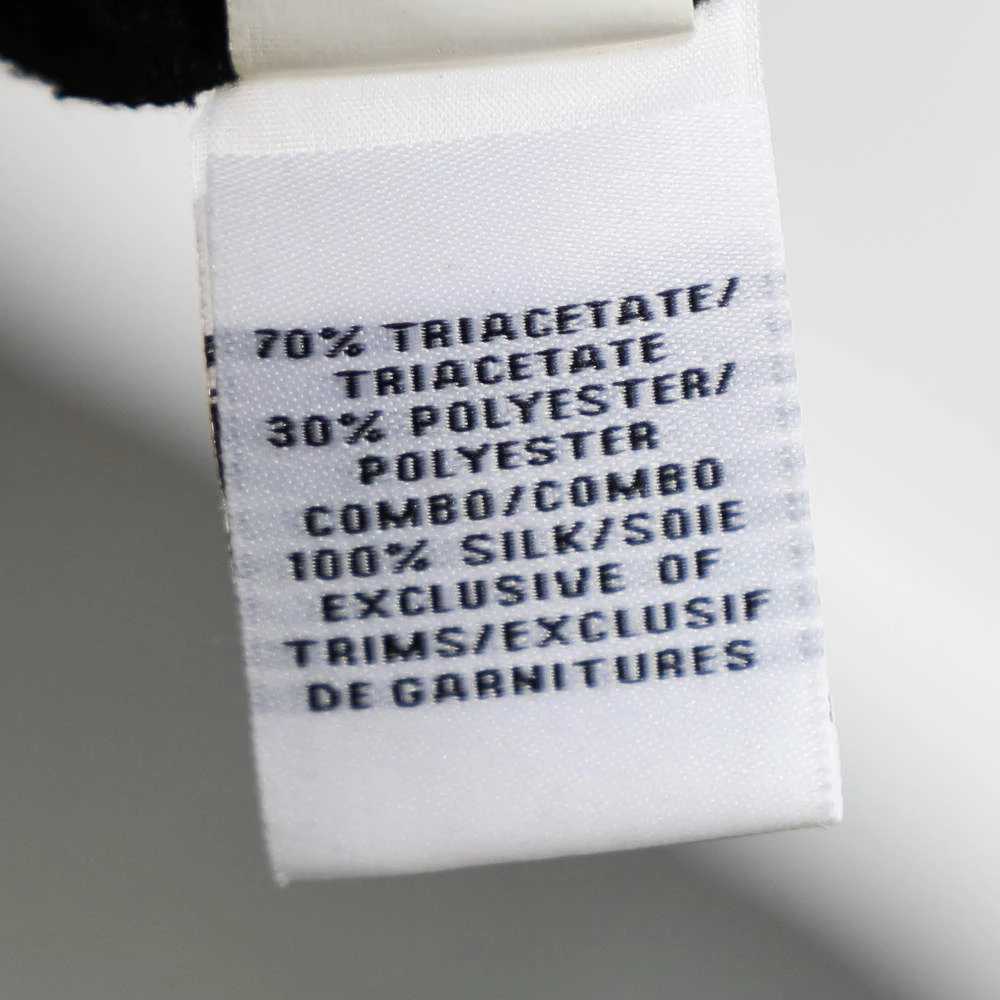 70% TRIACETATE/
TRIACETATE
30% POLYESTER/
POLYESTER
COMBO/COMBO
100% SILK/SOIE
EXCLUSIVE OF
TRIMS/EXCLUSIF
DE GARNITURES